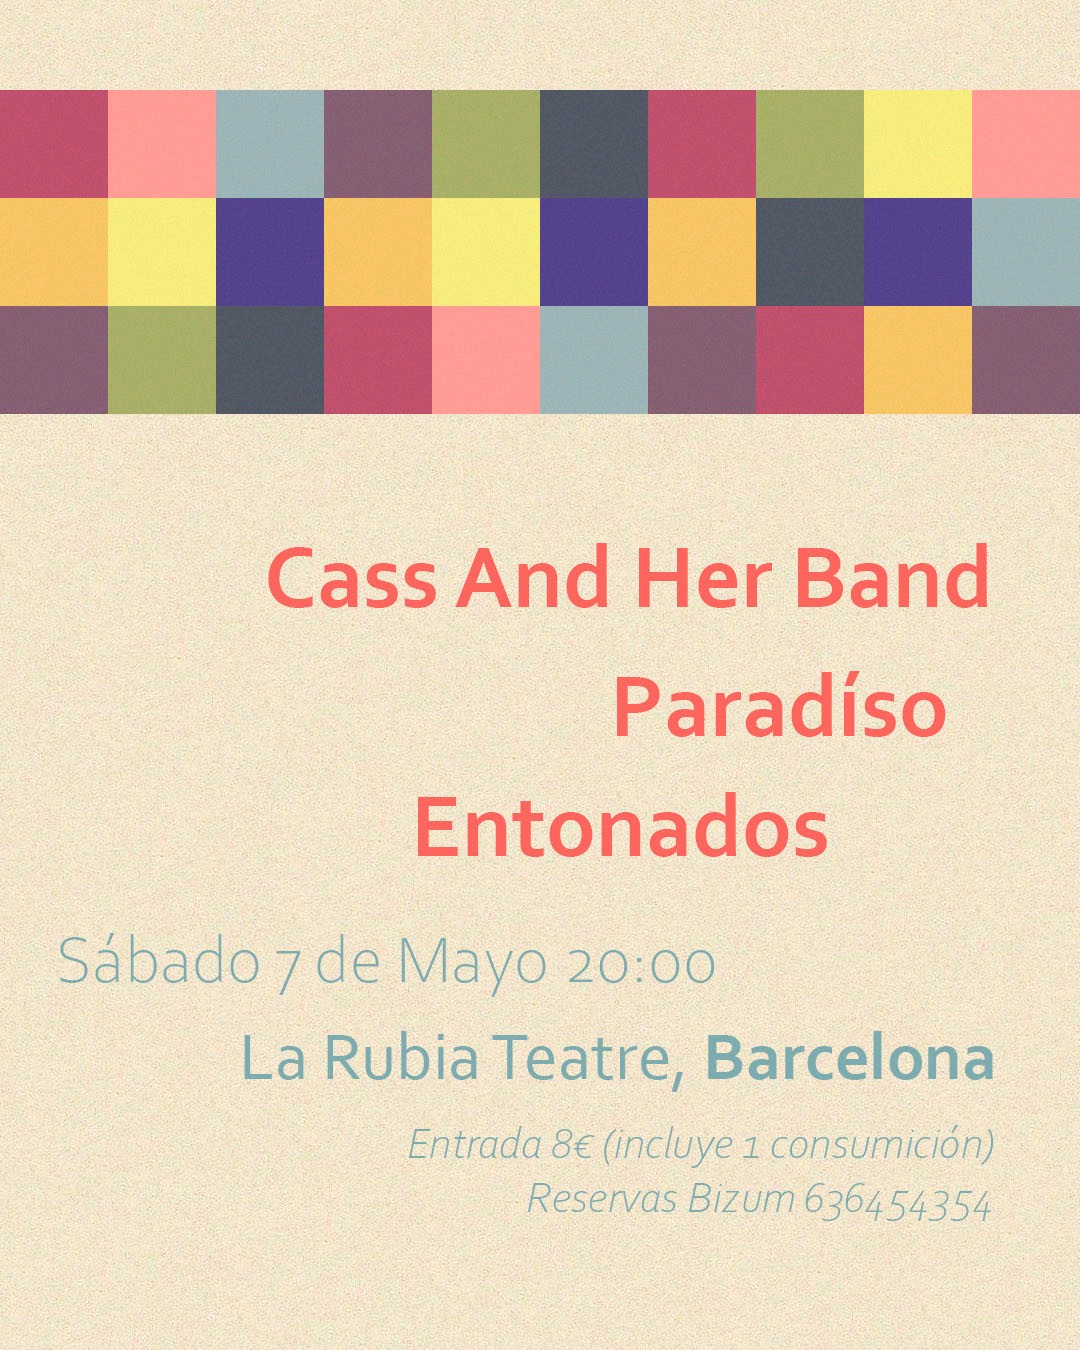 Cass And Her Band
Paradíso
Entonados
Sábado 7 de Mayo 20:00
La Rubia Teatre, Barcelona
Entrada 8€ (incluye 1 consumición)
Reservas Bizum 636454354